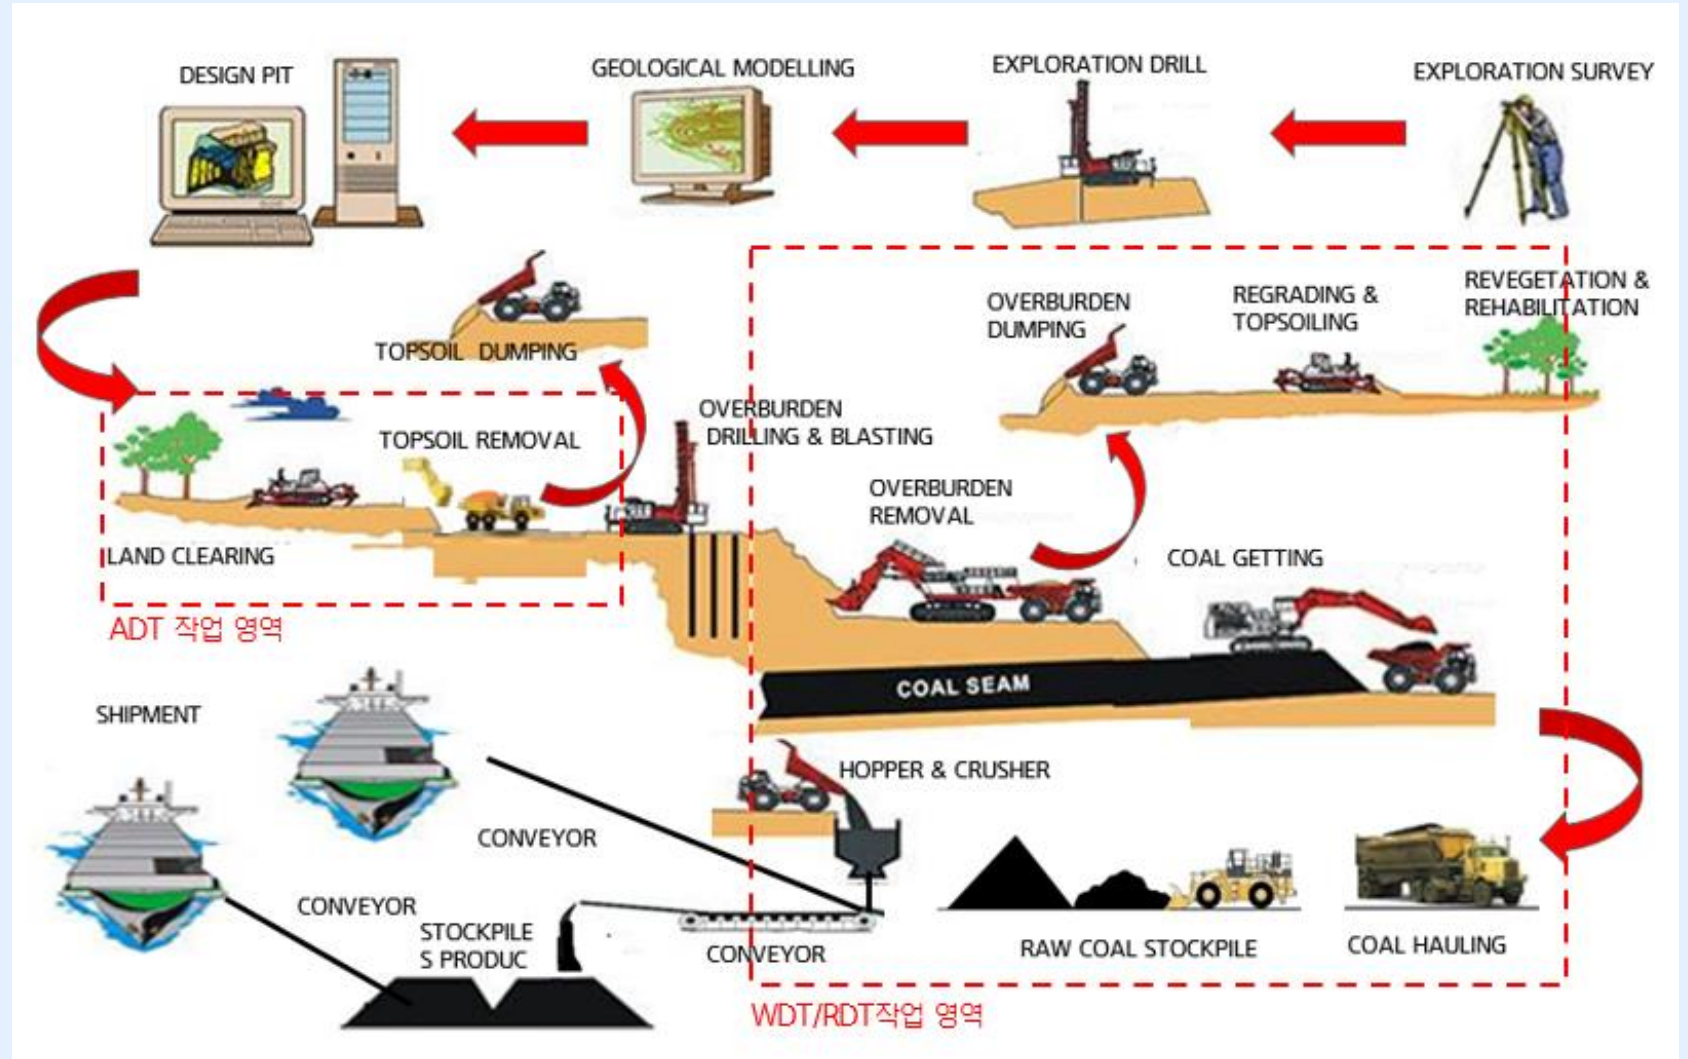 DESIGN PIT
GEOLOGICAL MODELLING
EXPLORATION DRILL
EXPLORATION SURVEY
TOPSOIL DUMPING
OVERBURDEN
DUMPING
REGRADING &
TOPSOILING
REVEGETATION &
REHABILITATION
TOPSOIL REMOVAL
OVERBURDEN
DRILLING & BLASTING
LAND CLEARING
ADT 작업 영역
OVERBURDEN
REMOVAL
COAL GETTING
COAL SEAM
SHIPMENT
HOPPER & CRUSHER
CONVEYOR
CONVEYOR
STOCKPILE
S PRODUC
CONVEYOR
RAW COAL STOCKPILE
COAL HAULING
WDT/RDT작업 영역